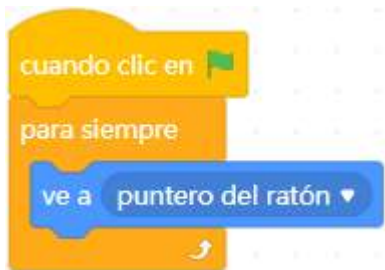 cuando clic en
para siempre
ve a puntero del ratón